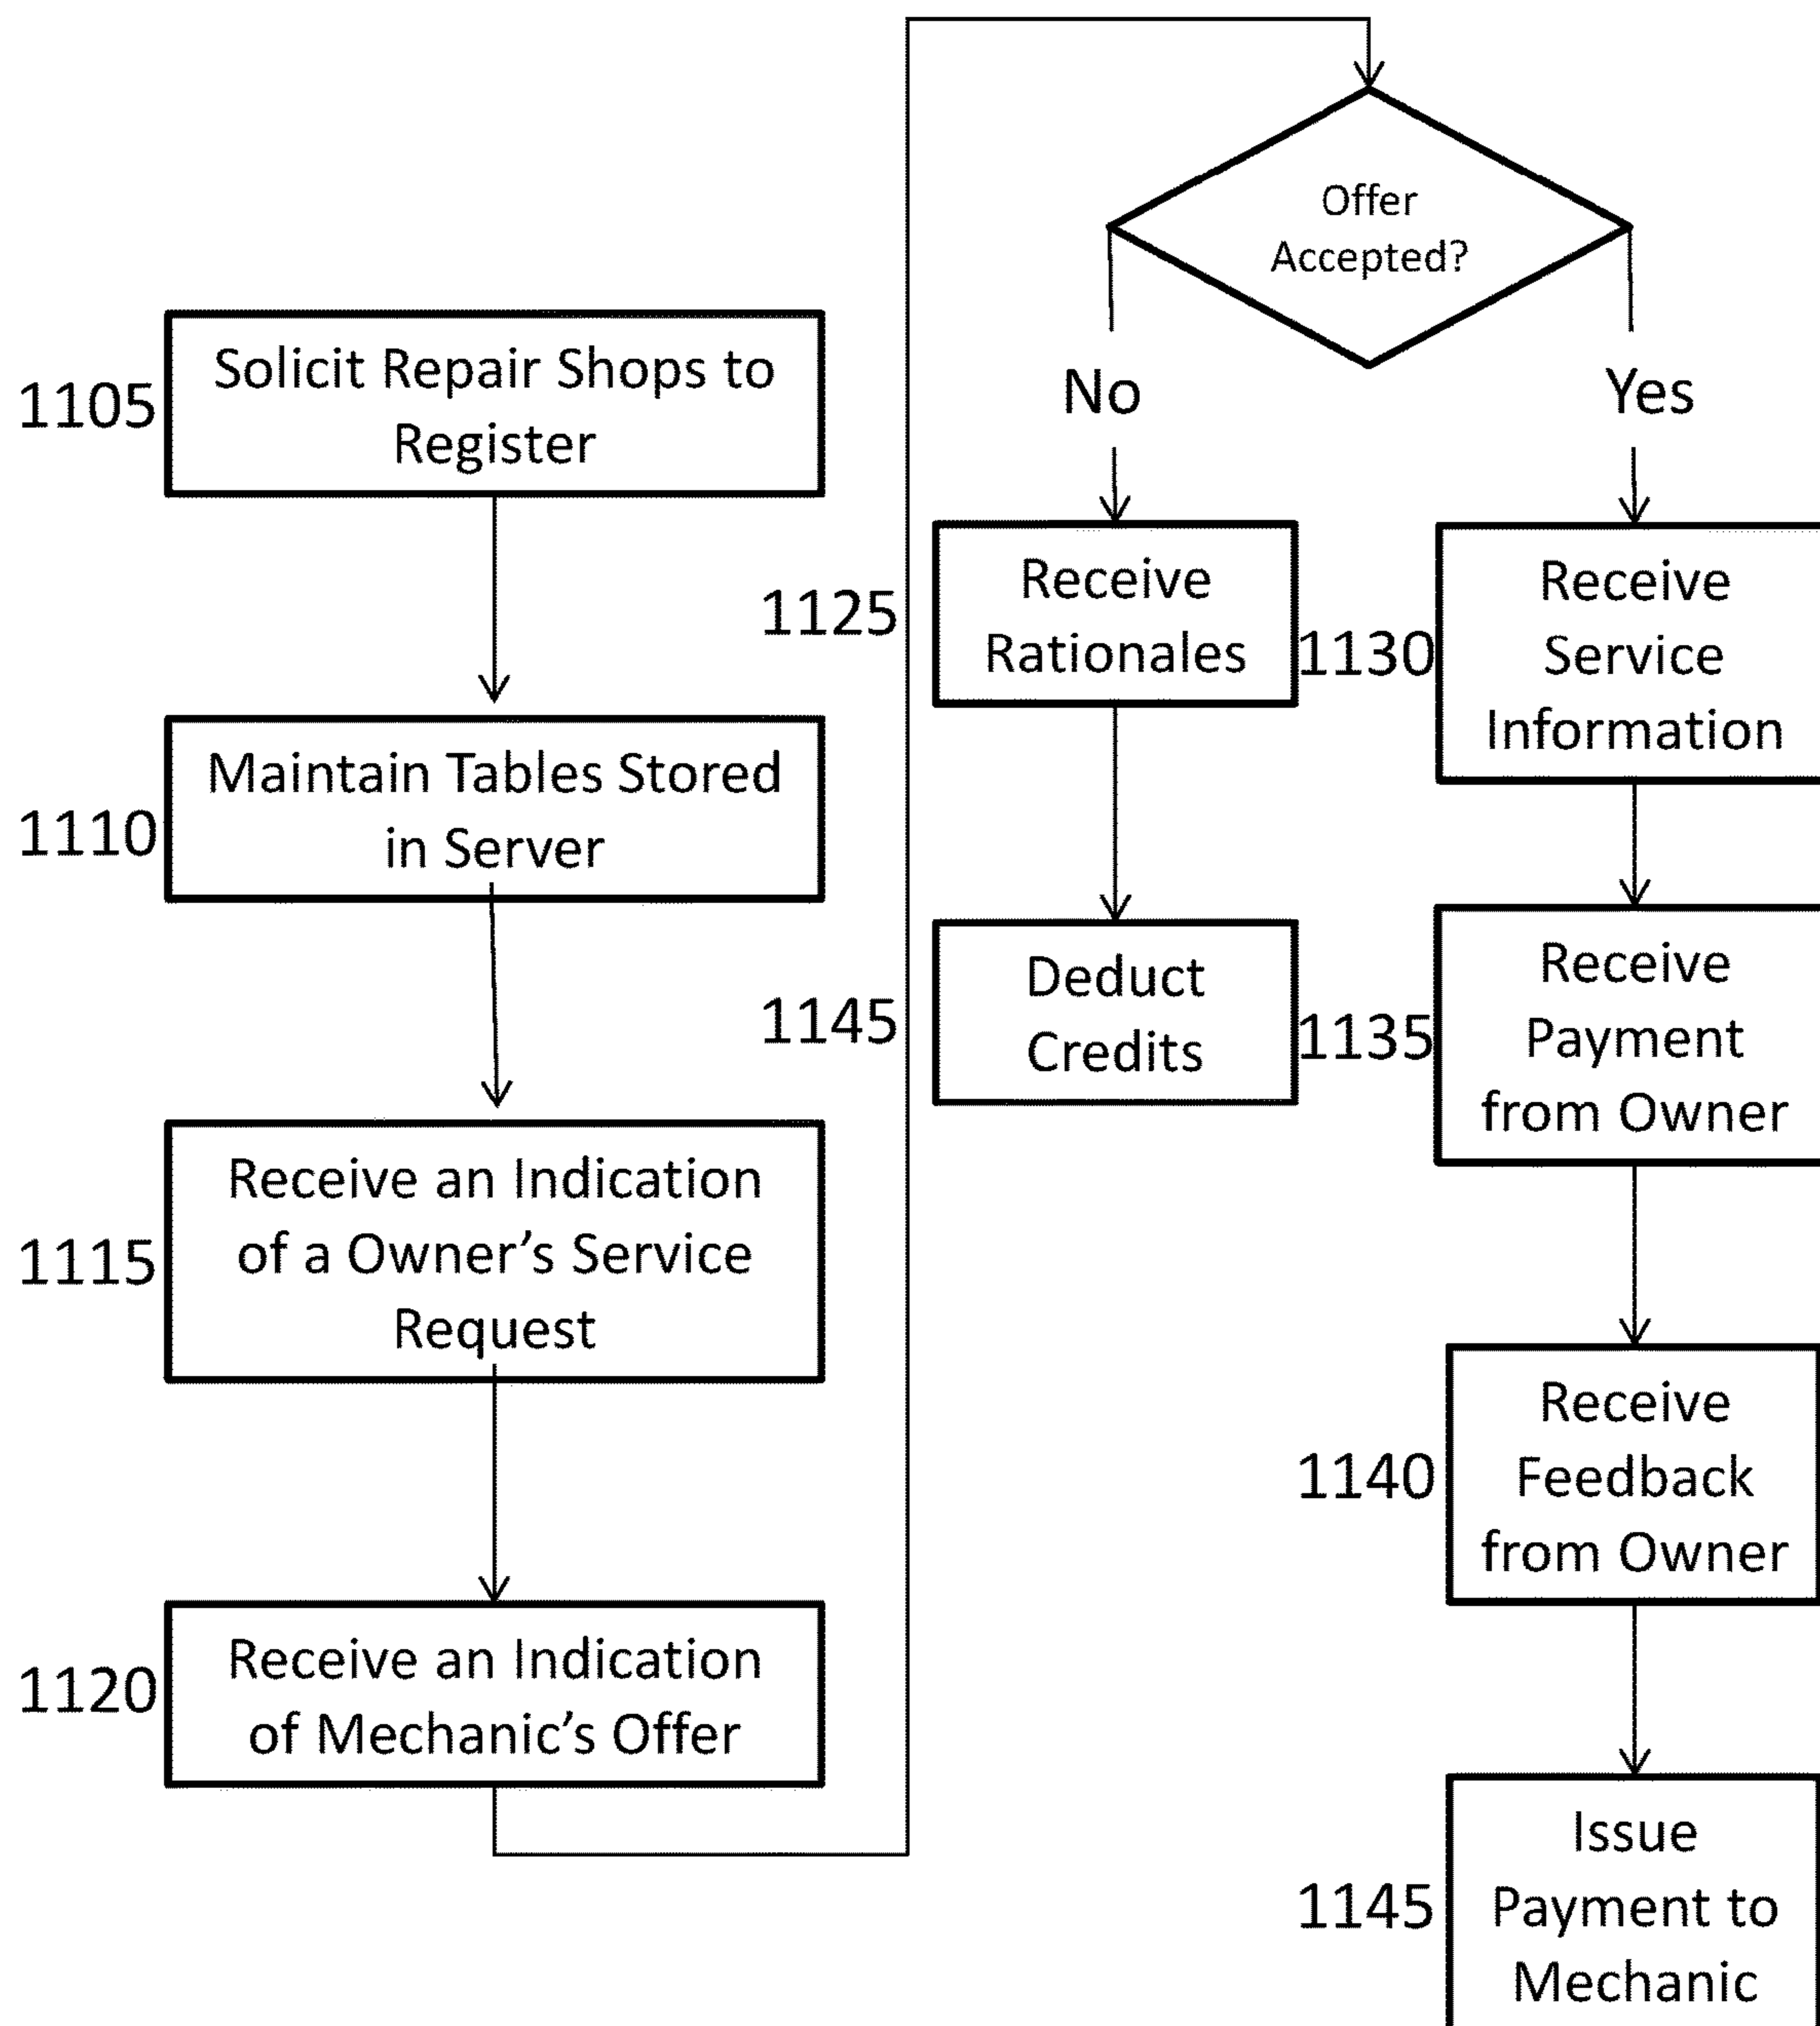 1105
Solicit Repair Shops to
Register
1110
Maintain Tables Stored
in Server
1115
Receive an Indication
of a Owner’s Service
Request
1120
Receive an Indication
of Mechanic’s Offer
Offer
Accepted?
No
Yes
1125
Receive
Rationales
1145
Deduct
Credits
1130
Receive
Service
Information
1135
Receive
Payment
from Owner
1140
Receive
Feedback
from Owner
1145
Issue
Payment to
Mechanic